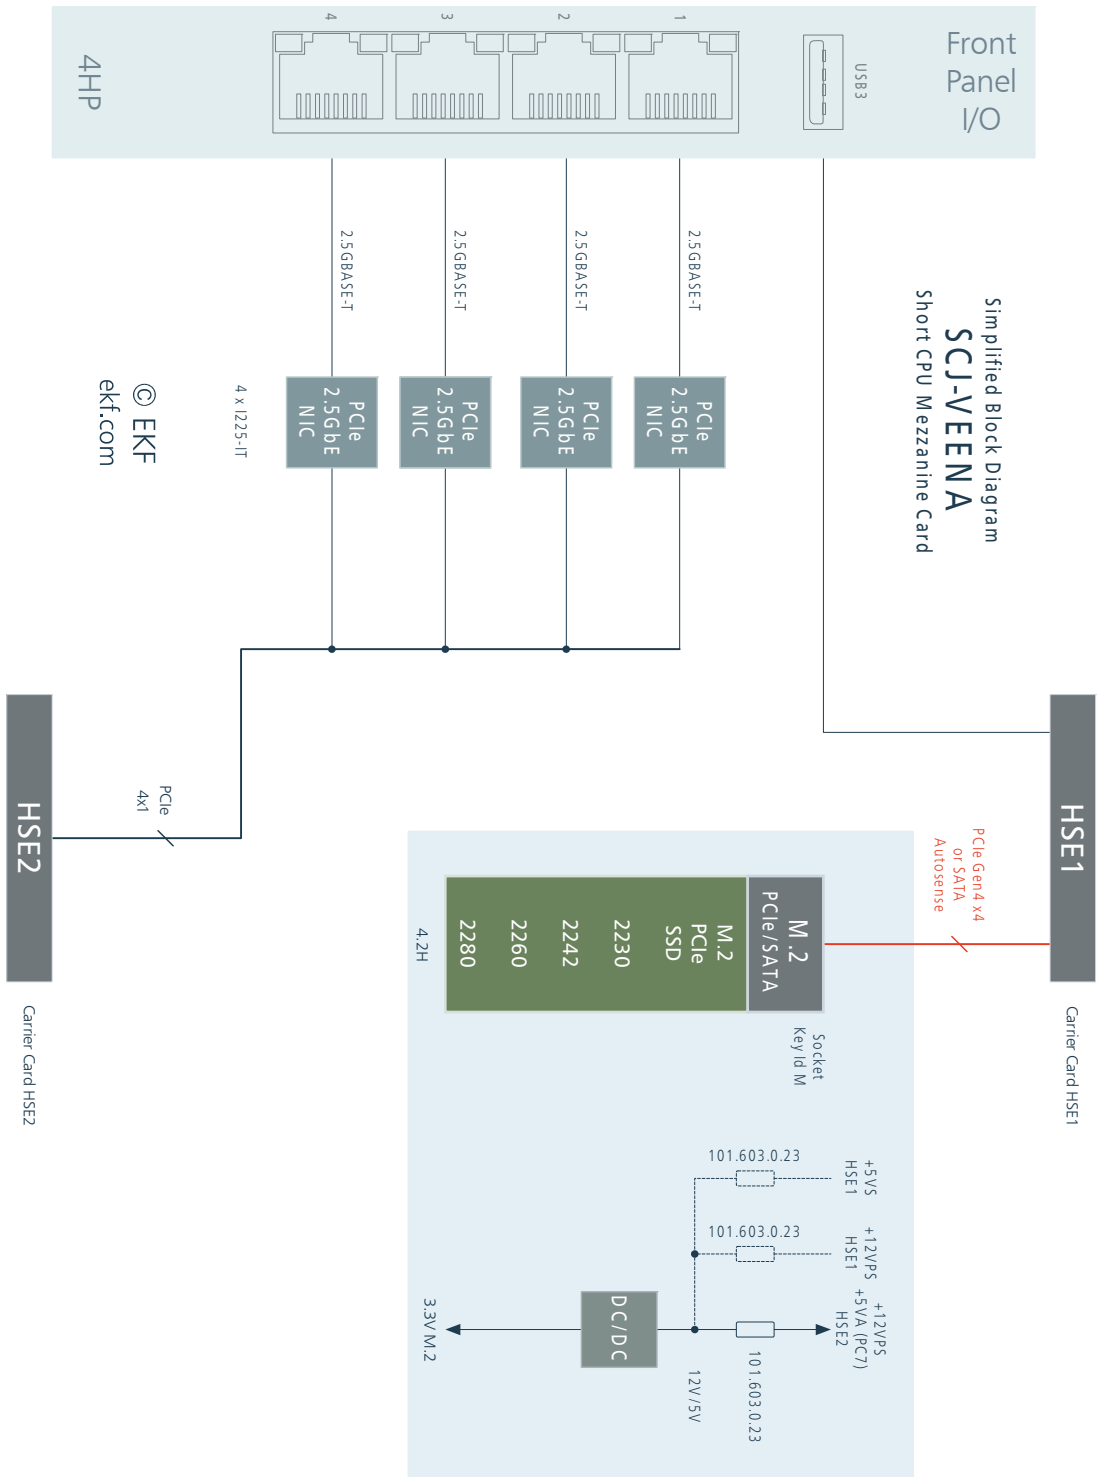 Front
Panel
I/O
4HP
1
2
3
4
USB3
Simplified Block Diagram
SCJ-VEENA
Short CPU Mezzanine Card
2.5GBASE-T
2.5GBASE-T
2.5GBASE-T
2.5GBASE-T
PCIe
2.5GbE
NIC
PCIe
2.5GbE
NIC
PCIe
2.5GbE
NIC
PCIe
2.5GbE
NIC
4 x I225-IT
© EKF
ekf.com
HSE1
Carrier Card HSE1
HSE2
Carrier Card HSE2
PCIe
4x1
PCIe Gen4 x4
or SATA
Autosense
M.2
PCIe/SATA
M.2
PCIe
SSD
2230
2242
2260
2280
4.2H
Socket
Key Id M
+5VS
HSE1
101.603.0.23
+12VPS
HSE1
101.603.0.23
+12VPS
+5VA (PC7)
HSE2
101.603.0.23
12V/5V
DC/DC
3.3V M.2